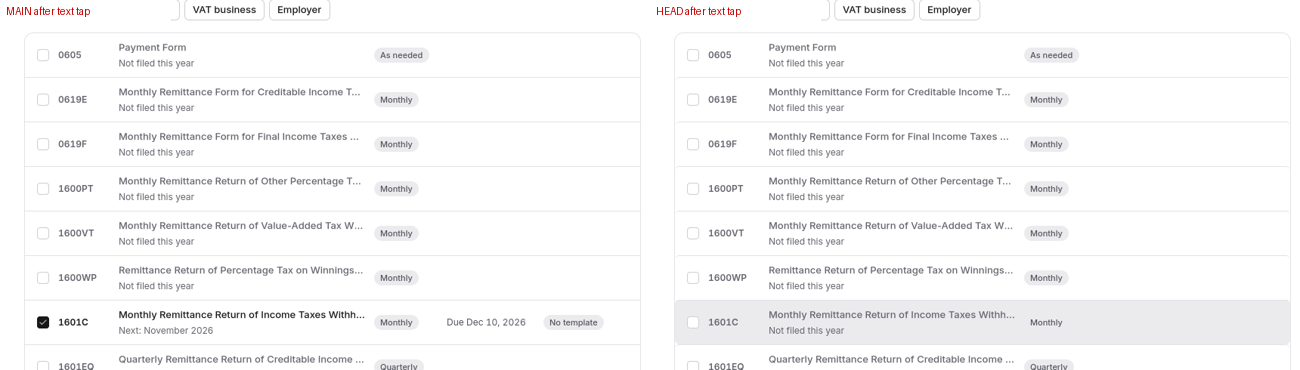 MAIN after text tap
VAT business
Employer
0605
Payment Form
Not filed this year
As needed
0619E
Monthly Remittance Form for Creditable Income T...
Not filed this year
Monthly
0619F
Monthly Remittance Form for Final Income Taxes ...
Not filed this year
Monthly
1600PT
Monthly Remittance Return of Other Percentage T...
Not filed this year
Monthly
1600VT
Monthly Remittance Return of Value-Added Tax W...
Not filed this year
Monthly
1600WP
Remittance Return of Percentage Tax on Winnings...
Not filed this year
Monthly
1601C
Monthly Remittance Return of Income Taxes Withh...
Next: November 2026
Monthly
Due Dec 10, 2026
No template
1601EQ
Quarterly Remittance Return of Creditable Income ...
Quarterly
HEAD after text tap
VAT business
Employer
0605
Payment Form
Not filed this year
As needed
0619E
Monthly Remittance Form for Creditable Income T...
Not filed this year
Monthly
0619F
Monthly Remittance Form for Final Income Taxes ...
Not filed this year
Monthly
1600PT
Monthly Remittance Return of Other Percentage T...
Not filed this year
Monthly
1600VT
Monthly Remittance Return of Value-Added Tax W...
Not filed this year
Monthly
1600WP
Remittance Return of Percentage Tax on Winnings...
Not filed this year
Monthly
1601C
Monthly Remittance Return of Income Taxes Withh...
Not filed this year
Monthly
1601EQ
Quarterly Remittance Return of Creditable Income ...
Quarterly